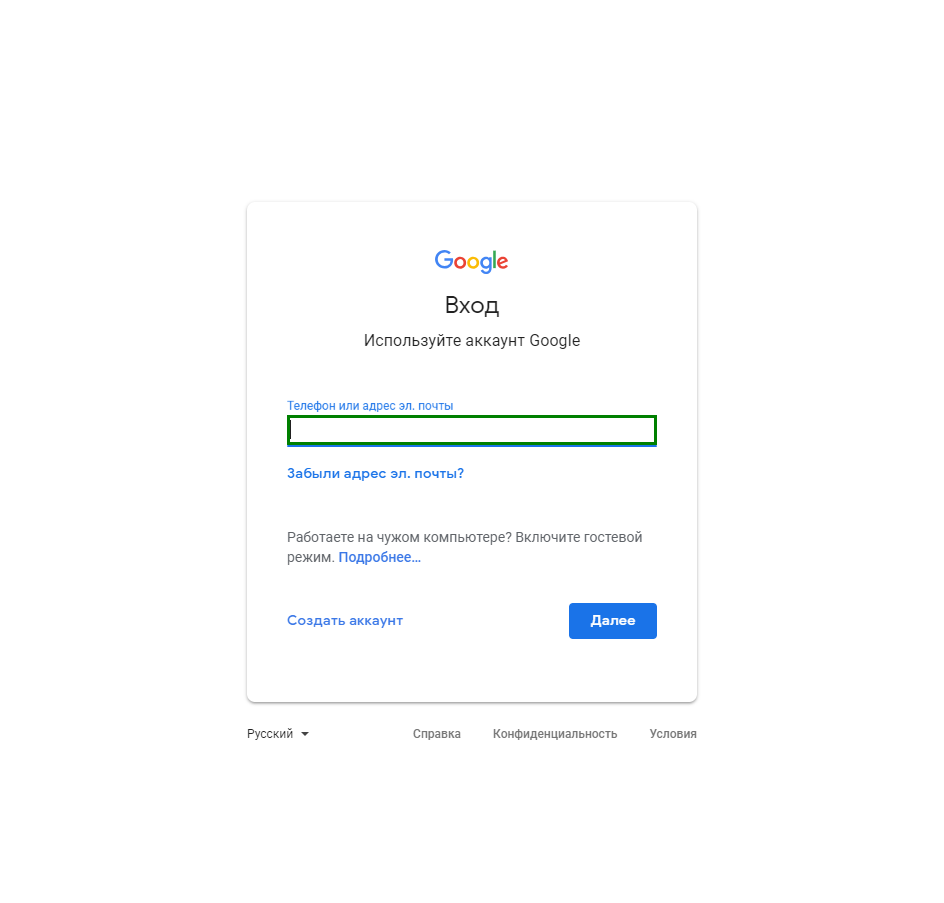 Google
Вход
Используйте аккаунт Google
Телефон или адрес эл. почты
Забыли адрес эл. почты?
Работаете на чужом компьютере? Включите гостевой
режим. Подробнее…
Создать аккаунт Далее
Русский Справка Конфиденциальность Условия